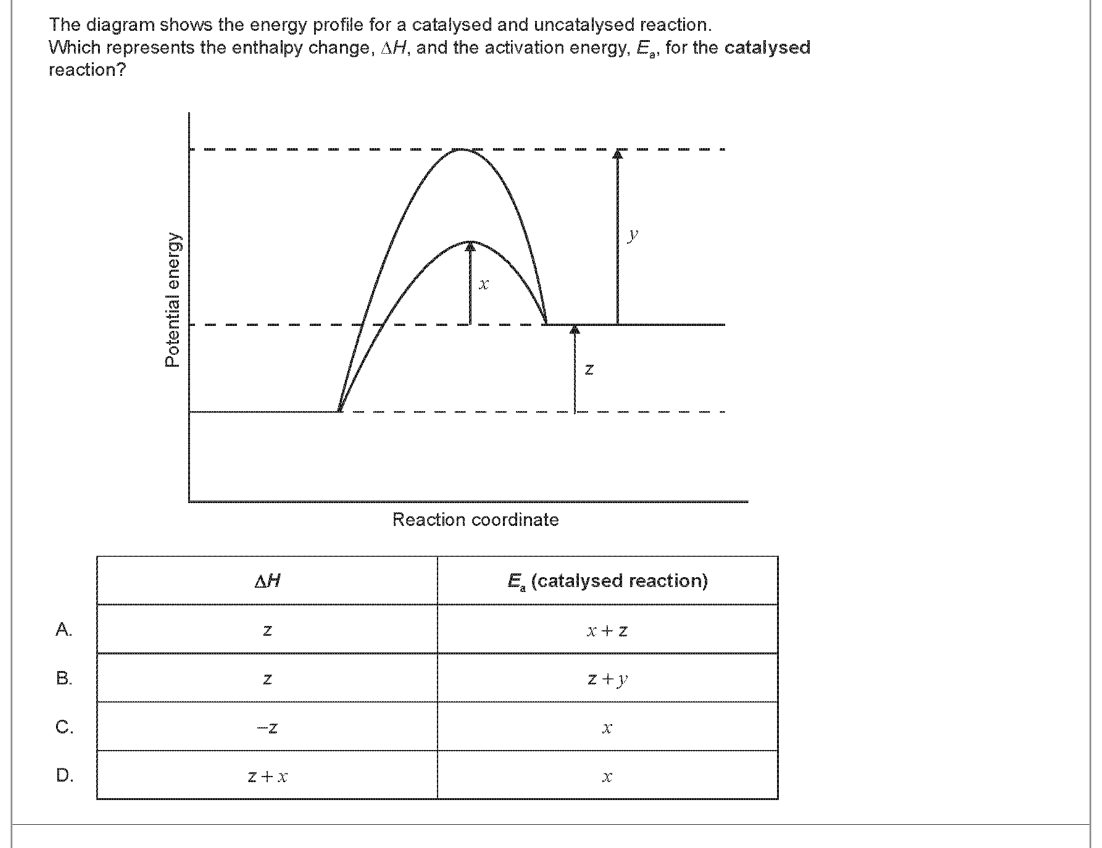 The diagram shows the energy profile for a catalysed and uncatalysed reaction.
Which represents the enthalpy change, ΔH, and the activation energy, Eₐ, for the catalysed
reaction?
Potential energy
y
x
z
Reaction coordinate
ΔH Eₐ (catalysed reaction)
A. z x + z
B. z z + y
C. −z x
D. z + x x